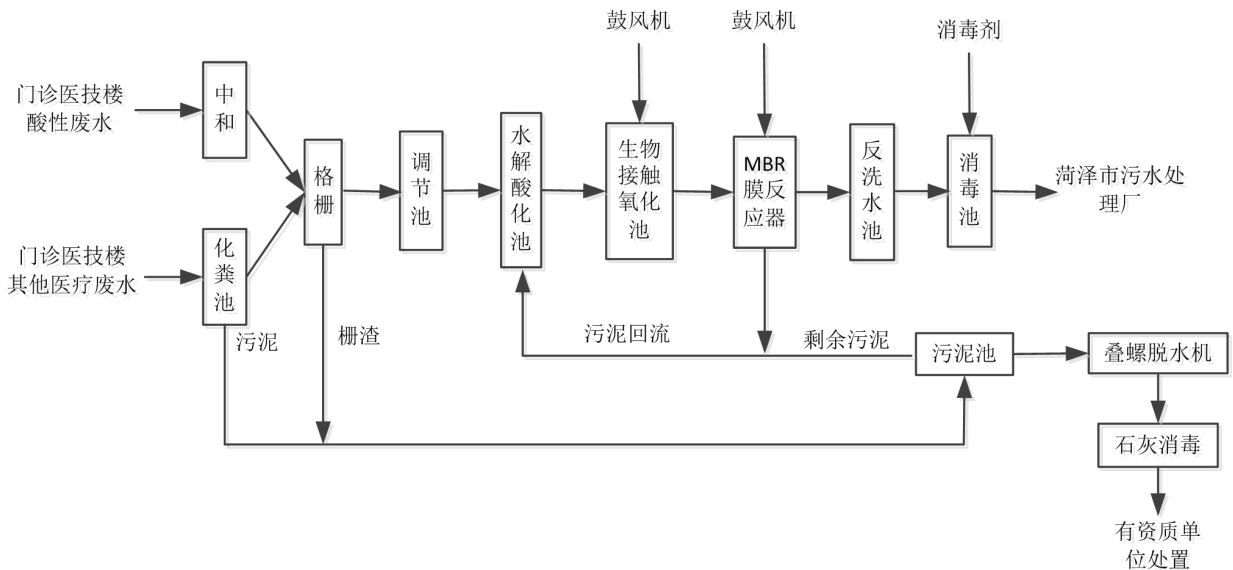 鼓风机
鼓风机
消毒剂
门诊医技楼
酸性废水
中
和
格
栅
调
节
池
水
解
酸
化
池
生物
接触
氧化
池
MBR
膜反
应器
反
洗
水
池
消
毒
池
菏泽市污水处
理厂
门诊医技楼
其他医疗废水
化
粪
池
污泥
栅渣
污泥回流
剩余污泥
污泥池
叠螺脱水机
石灰消毒
有资质单
位处置